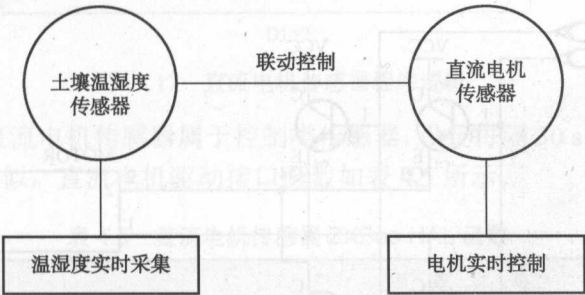 土壤温湿度
传感器
联动控制
直流电机
传感器
温湿度实时采集
电机实时控制